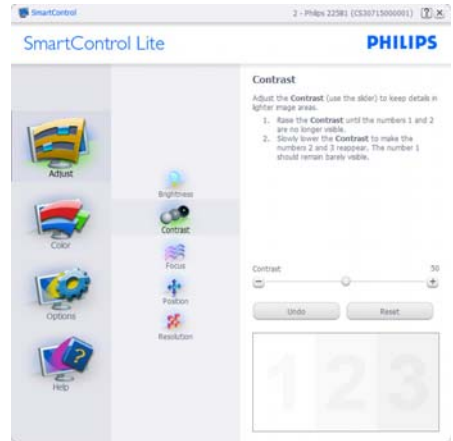 SmartControl
2 - Philips 225B1 (CS30715000001)
SmartControl Lite
PHILIPS
Adjust
Color
Options
Help
Brightness
Contrast
Focus
Position
Resolution
Contrast
Adjust the Contrast (use the slider) to keep details in
lighter image areas.
1. Raise the Contrast until the numbers 1 and 2
are no longer visible.
2. Slowly lower the Contrast to make the
numbers 2 and 3 reappear. The number 1
should remain barely visible.
Contrast 50
Undo Reset
1 2 3